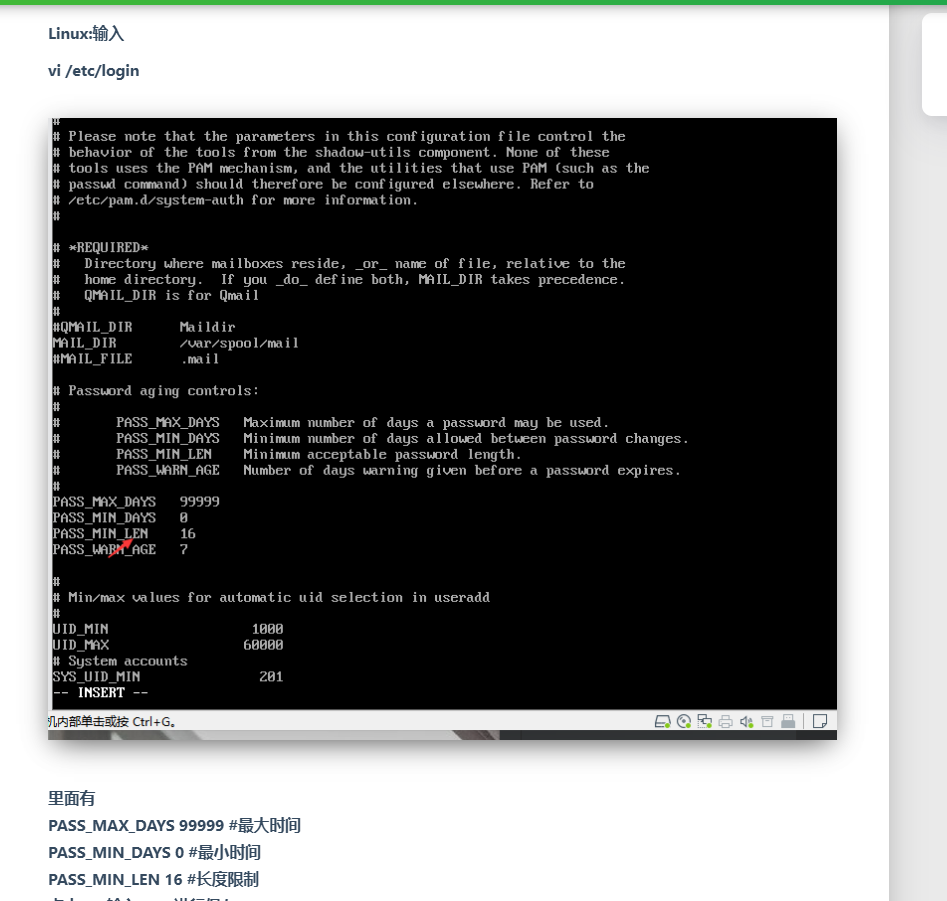 Linux:输入
vi /etc/login
#
# Please note that the parameters in this configuration file control the
# behavior of the tools from the shadow-utils component. None of these
# tools uses the PAM mechanism, and the utilities that use PAM (such as the
# passwd command) should therefore be configured elsewhere. Refer to
# /etc/pam.d/system-auth for more information.
#
# *REQUIRED*
#   Directory where mailboxes reside, _or_ name of file, relative to the
#   home directory.  If you _do_ define both, MAIL_DIR takes precedence.
#   QMAIL_DIR is for Qmail
#
#QMAIL_DIR      Maildir
MAIL_DIR        /var/spool/mail
#MAIL_FILE      .mail
# Password aging controls:
#
#       PASS_MAX_DAYS   Maximum number of days a password may be used.
#       PASS_MIN_DAYS   Minimum number of days allowed between password changes.
#       PASS_MIN_LEN    Minimum acceptable password length.
#       PASS_WARN_AGE   Number of days warning given before a password expires.
#
PASS_MAX_DAYS   99999
PASS_MIN_DAYS   0
PASS_MIN_LEN    16
PASS_WARN_AGE   7
#
# Min/max values for automatic uid selection in useradd
#
UID_MIN                  1000
UID_MAX                 60000
# System accounts
SYS_UID_MIN               201
-- INSERT --
机内部单击或按 Ctrl+G。
里面有
PASS_MAX_DAYS 99999 #最大时间
PASS_MIN_DAYS 0 #最小时间
PASS_MIN_LEN 16 #长度限制